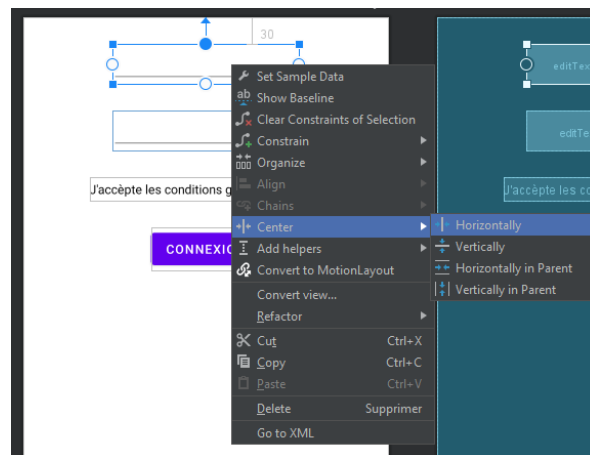 30
Set Sample Data
Show Baseline
Clear Constraints of Selection
Constrain
Organize
Align
Chains
Center
Add helpers
Convert to MotionLayout
Convert view...
Refactor
Cut Ctrl+X
Copy Ctrl+C
Paste Ctrl+V
Delete Supprimer
Go to XML
Horizontally
Vertically
Horizontally in Parent
Vertically in Parent
J'accèpte les conditions g
CONNEXIO
editTex
editTe
J'accèpte les co